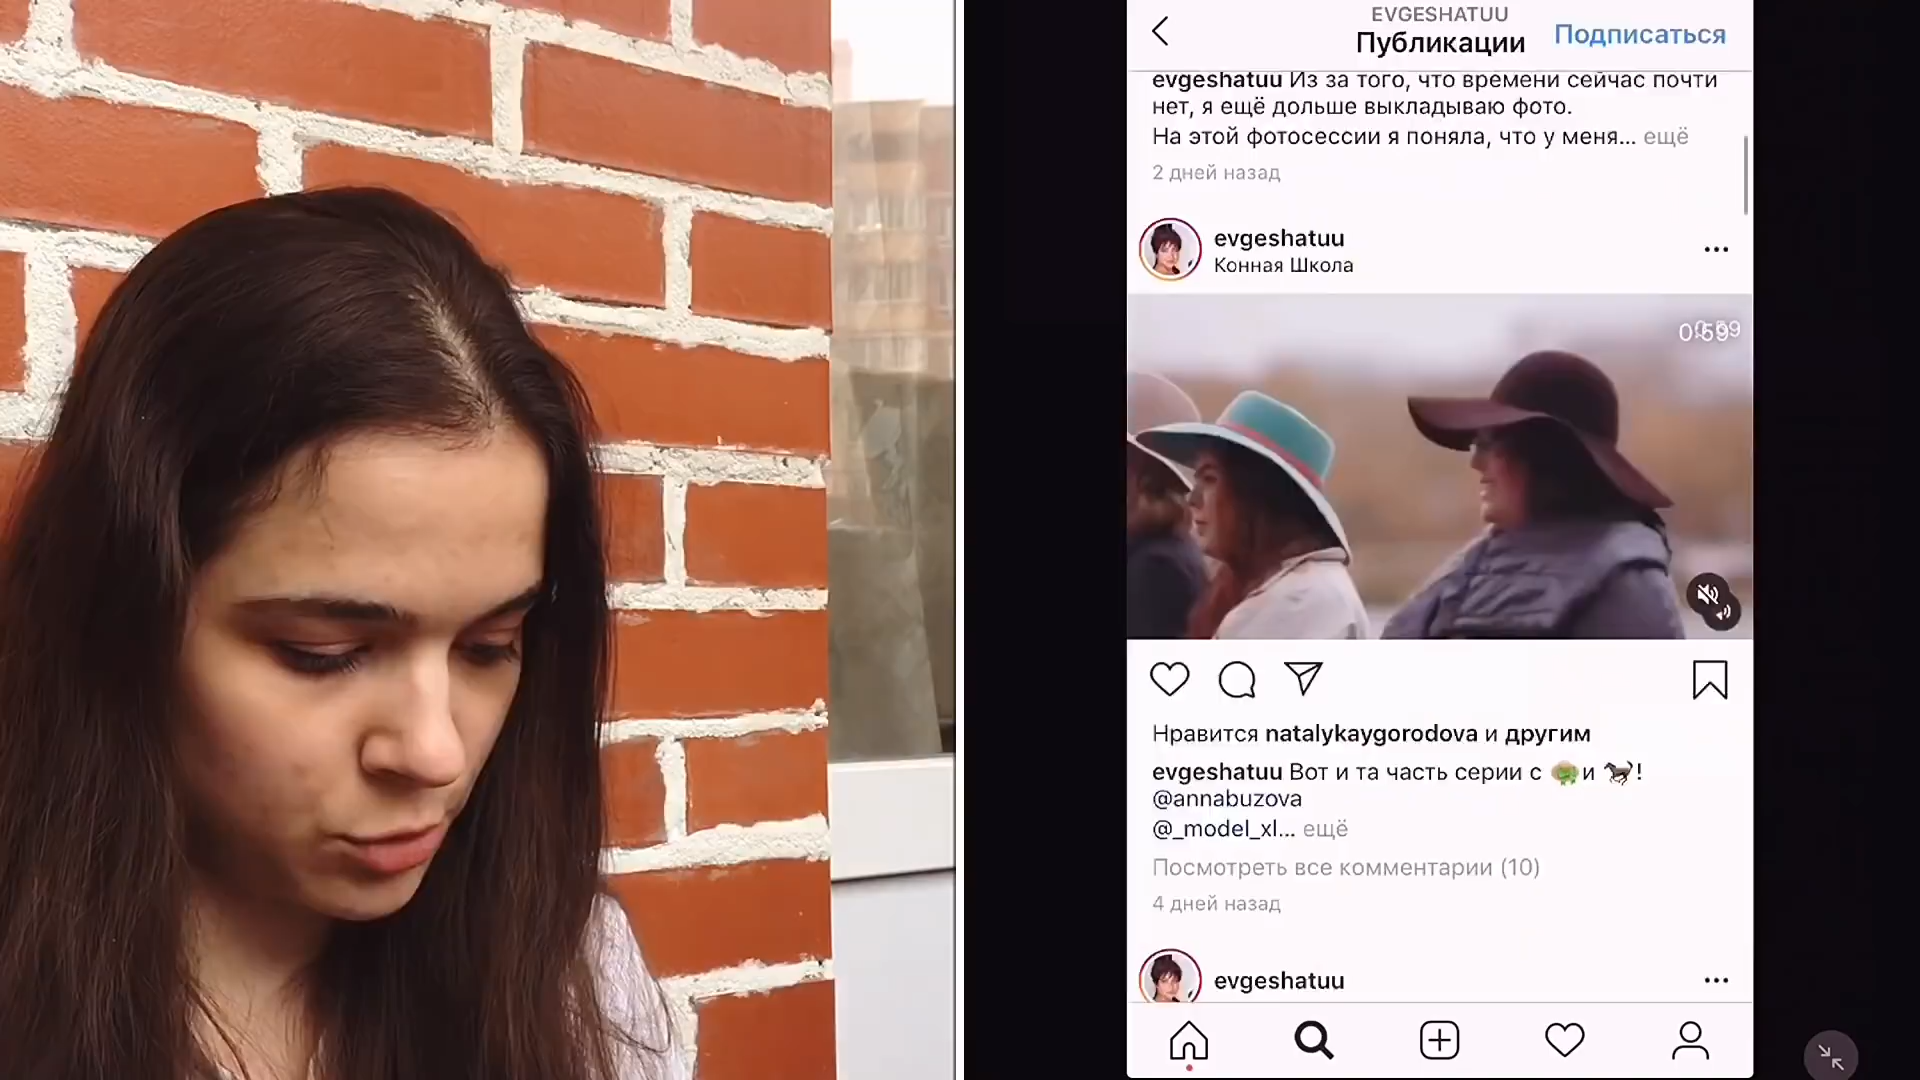 EVGESHATUU
Публикации
Подписаться
evgeshatuu Из за того, что времени сейчас почти
нет, я ещё дольше выкладываю фото.
На этой фотосессии я поняла, что у меня... ещё
2 дней назад
evgeshatuu
Конная Школа
0:59
Нравится natalykaygorodova и другим
evgeshatuu Вот и та часть серии с и !
@annabuzova
@_model_xl... ещё
Посмотреть все комментарии (10)
4 дней назад
evgeshatuu